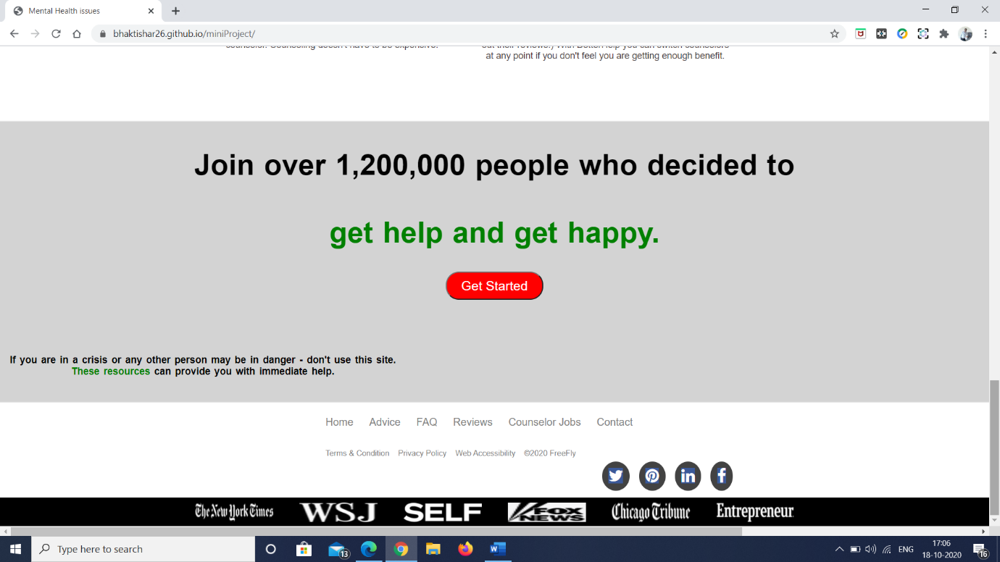 Mental Health issues
bhaktishar26.github.io/miniProject/
counselor! Counseling doesn't have to be expensive!
out their reviews!) With BetterHelp you can switch counselors
at any point if you don't feel you are getting enough benefit.
Join over 1,200,000 people who decided to
get help and get happy.
Get Started
If you are in a crisis or any other person may be in danger - don't use this site.
These resources can provide you with immediate help.
Home Advice FAQ Reviews Counselor Jobs Contact
Terms & Condition Privacy Policy Web Accessibility ©2020 FreeFly
The New York Times WSJ SELF FOX NEWS Chicago Tribune Entrepreneur
Type here to search
13
ENG
17:06
18-10-2020
16